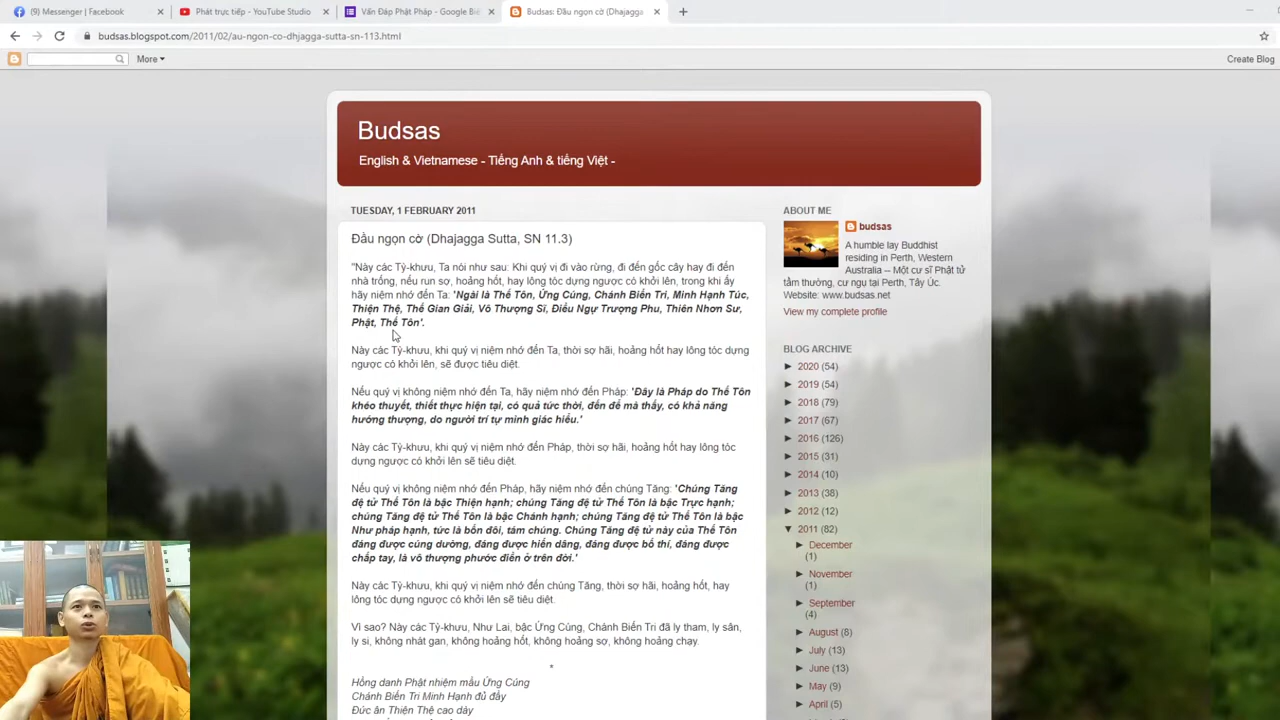 (9) Messenger | Facebook
Phát trực tiếp - YouTube Studio
Vấn Đáp Phật Pháp - Google Biể
Budsas: Đầu ngọn cờ (Dhajagga
budsas.blogspot.com/2011/02/au-ngon-co-dhjagga-sutta-sn-113.html
More
Create Blog
Budsas
English & Vietnamese - Tiếng Anh & tiếng Việt -
TUESDAY, 1 FEBRUARY 2011
Đầu ngọn cờ (Dhajagga Sutta, SN 11.3)
"Này các Tỷ-khưu, Ta nói như sau: Khi quý vị đi vào rừng, đi đến gốc cây hay đi đến
nhà trống, nếu run sợ, hoảng hốt, hay lông tóc dựng ngược có khởi lên, trong khi ấy
hãy niệm nhớ đến Ta: 'Ngài là Thế Tôn, Ứng Cúng, Chánh Biến Tri, Minh Hạnh Túc,
Thiện Thệ, Thế Gian Giải, Vô Thượng Sĩ, Điều Ngự Trượng Phu, Thiên Nhơn Sư,
Phật, Thế Tôn'.
Này các Tỷ-khưu, khi quý vị niệm nhớ đến Ta, thời sợ hãi, hoảng hốt hay lông tóc dựng
ngược có khởi lên, sẽ được tiêu diệt.
Nếu quý vị không niệm nhớ đến Ta, hãy niệm nhớ đến Pháp: 'Đây là Pháp do Thế Tôn
khéo thuyết, thiết thực hiện tại, có quả tức thời, đến để mà thấy, có khả năng
hướng thượng, do người trí tự mình giác hiểu.'
Này các Tỷ-khưu, khi quý vị niệm nhớ đến Pháp, thời sợ hãi, hoảng hốt hay lông tóc
dựng ngược có khởi lên sẽ tiêu diệt.
Nếu quý vị không niệm nhớ đến Pháp, hãy niệm nhớ đến chúng Tăng: 'Chúng Tăng
đệ tử Thế Tôn là bậc Thiện hạnh; chúng Tăng đệ tử Thế Tôn là bậc Trực hạnh;
chúng Tăng đệ tử Thế Tôn là bậc Chánh hạnh; chúng Tăng đệ tử Thế Tôn là bậc
Như pháp hạnh, tức là bốn đôi, tám chúng. Chúng Tăng đệ tử này của Thế Tôn
đáng được cúng dường, đáng được hiến dâng, đáng được bố thí, đáng được
chấp tay, là vô thượng phước điền ở trên đời.'
Này các Tỷ-khưu, khi quý vị niệm nhớ đến chúng Tăng, thời sợ hãi, hoảng hốt, hay
lông tóc dựng ngược có khởi lên sẽ tiêu diệt.
Vì sao? Này các Tỷ-khưu, Như Lai, bậc Ứng Cúng, Chánh Biến Tri đã ly tham, ly sân,
ly si, không nhát gan, không hoảng hốt, không hoảng sợ, không hoảng chạy.
*
Hồng danh Phật nhiệm mầu Ứng Cúng
Chánh Biến Tri Minh Hạnh đủ đầy
Đức ân Thiện Thệ cao dày
ABOUT ME
budsas
A humble lay Buddhist
residing in Perth, Western
Australia -- Một cư sĩ Phật tử
tầm thường, cư ngụ tại Perth, Tây Úc.
Website: www.budsas.net
View my complete profile
BLOG ARCHIVE
► 2020 (54)
► 2019 (54)
► 2018 (79)
► 2017 (67)
► 2016 (126)
► 2015 (31)
► 2014 (10)
► 2013 (38)
► 2012 (12)
▼ 2011 (82)
► December
(1)
► November
(1)
► September
(4)
► August (8)
► July (13)
► June (13)
► May (9)
► April (5)